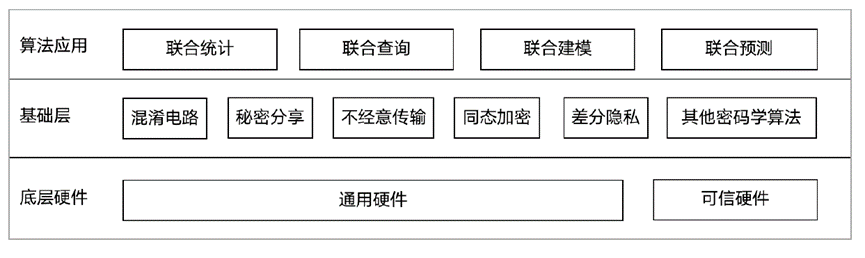 算法应用 联合统计 联合查询 联合建模 联合预测
基础层 混淆电路 秘密分享 不经意传输 同态加密 差分隐私 其他密码学算法
底层硬件 通用硬件 可信硬件